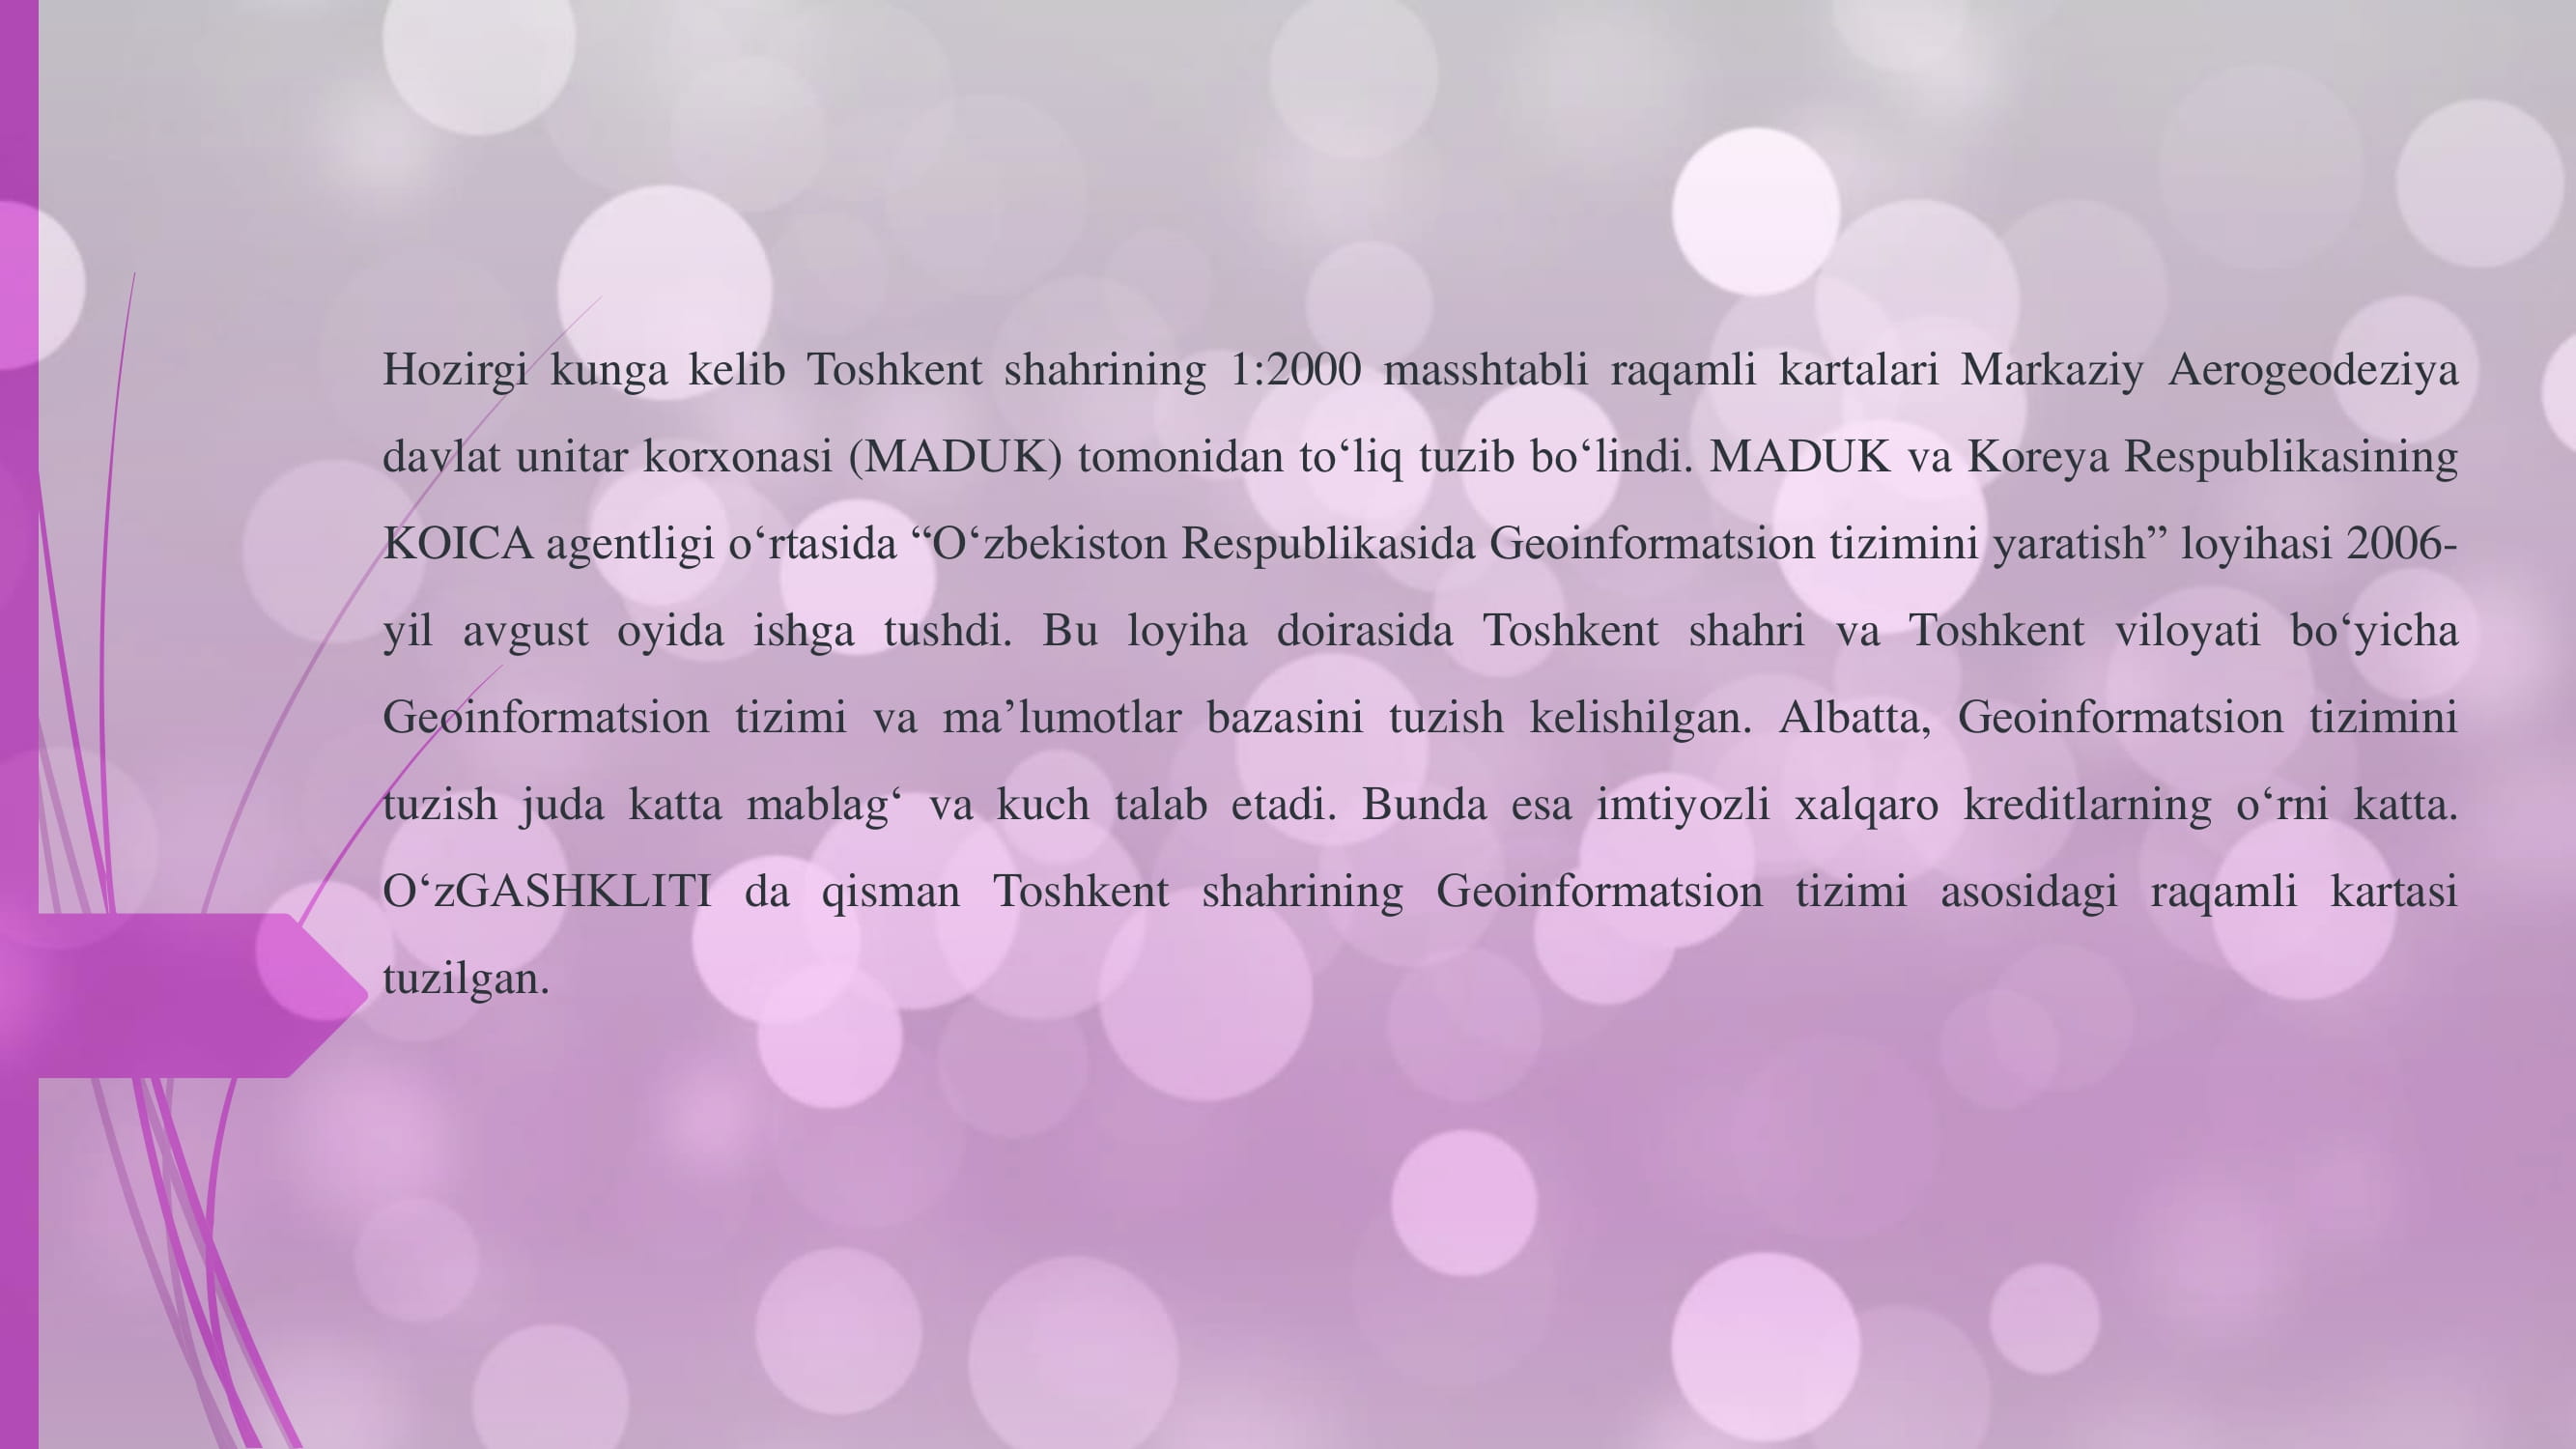 Hozirgi kunga kelib Toshkent shahrining 1:2000 masshtabli raqamli kartalari Markaziy Aerogeodeziya
davlat unitar korxonasi (MADUK) tomonidan to‘liq tuzib bo‘lindi. MADUK va Koreya Respublikasining
KOICA agentligi o‘rtasida “O‘zbekiston Respublikasida Geoinformatsion tizimini yaratish” loyihasi 2006-
yil avgust oyida ishga tushdi. Bu loyiha doirasida Toshkent shahri va Toshkent viloyati bo‘yicha
Geoinformatsion tizimi va ma’lumotlar bazasini tuzish kelishilgan. Albatta, Geoinformatsion tizimini
tuzish juda katta mablag‘ va kuch talab etadi. Bunda esa imtiyozli xalqaro kreditlarning o‘rni katta.
O‘zGASHKLITI da qisman Toshkent shahrining Geoinformatsion tizimi asosidagi raqamli kartasi
tuzilgan.